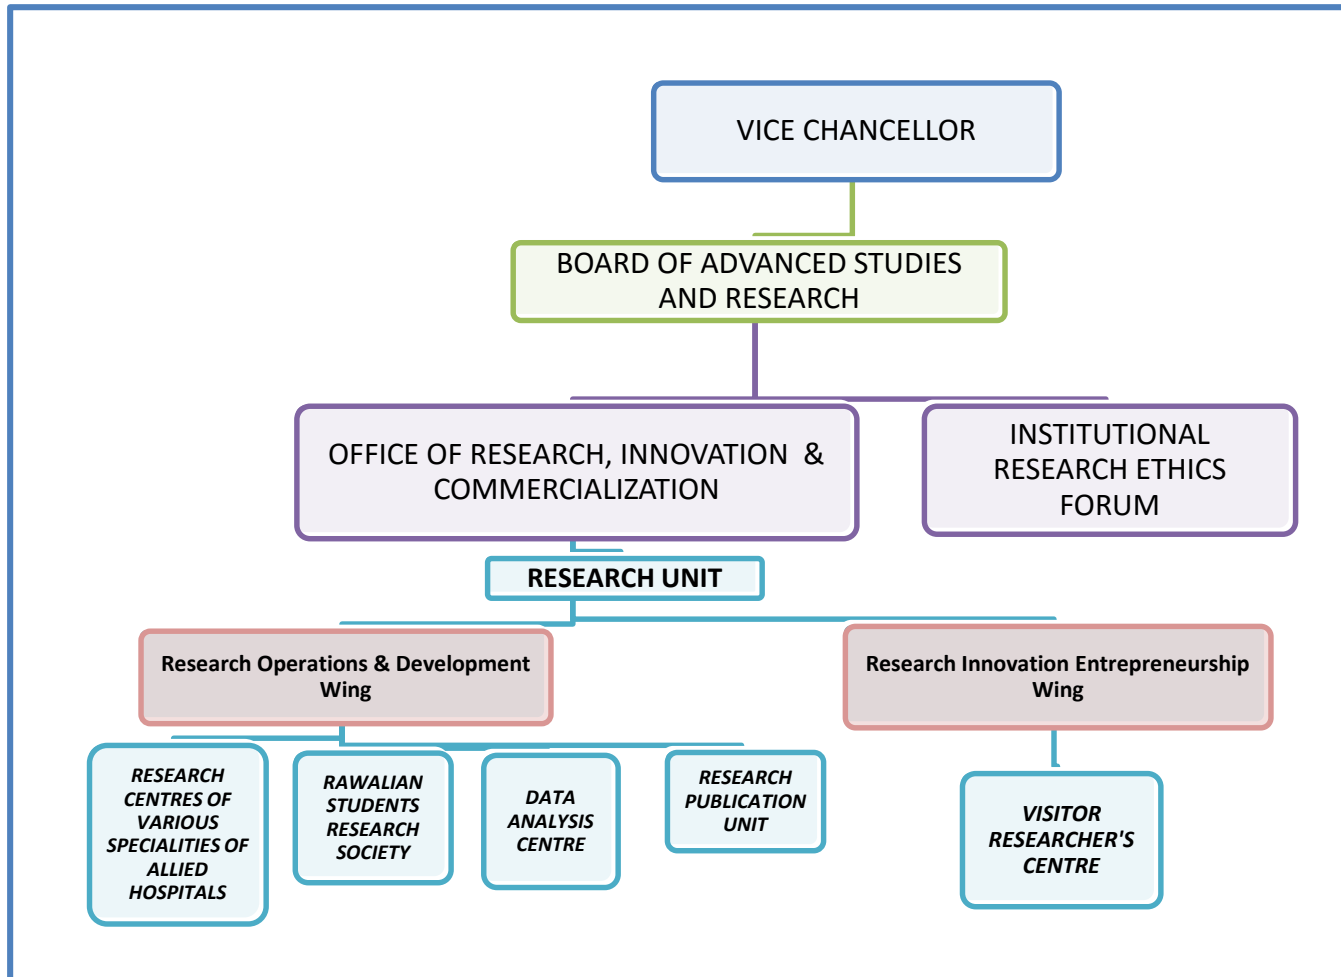 VICE CHANCELLOR
BOARD OF ADVANCED STUDIES
AND RESEARCH
OFFICE OF RESEARCH, INNOVATION &
COMMERCIALIZATION
INSTITUTIONAL
RESEARCH ETHICS
FORUM
RESEARCH UNIT
Research Operations & Development
Wing
Research Innovation Entrepreneurship
Wing
RESEARCH
CENTRES OF
VARIOUS
SPECIALITIES OF
ALLIED
HOSPITALS
RAWALIAN
STUDENTS
RESEARCH
SOCIETY
DATA
ANALYSIS
CENTRE
RESEARCH
PUBLICATION
UNIT
VISITOR
RESEARCHER'S
CENTRE